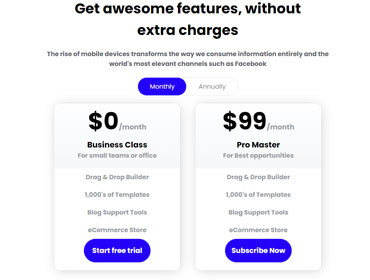 Get awesome features, without
extra charges
The rise of mobile devices transforms the way we consume information entirely and the
world's most elevant channels such as Facebook
Monthly
Annually
$0/month
Business Class
For small teams or office
Drag & Drop Builder
1,000's of Templates
Blog Support Tools
eCommerce Store
Start free trial
$99/month
Pro Master
For Best opportunities
Drag & Drop Builder
1,000's of Templates
Blog Support Tools
eCommerce Store
Subscribe Now